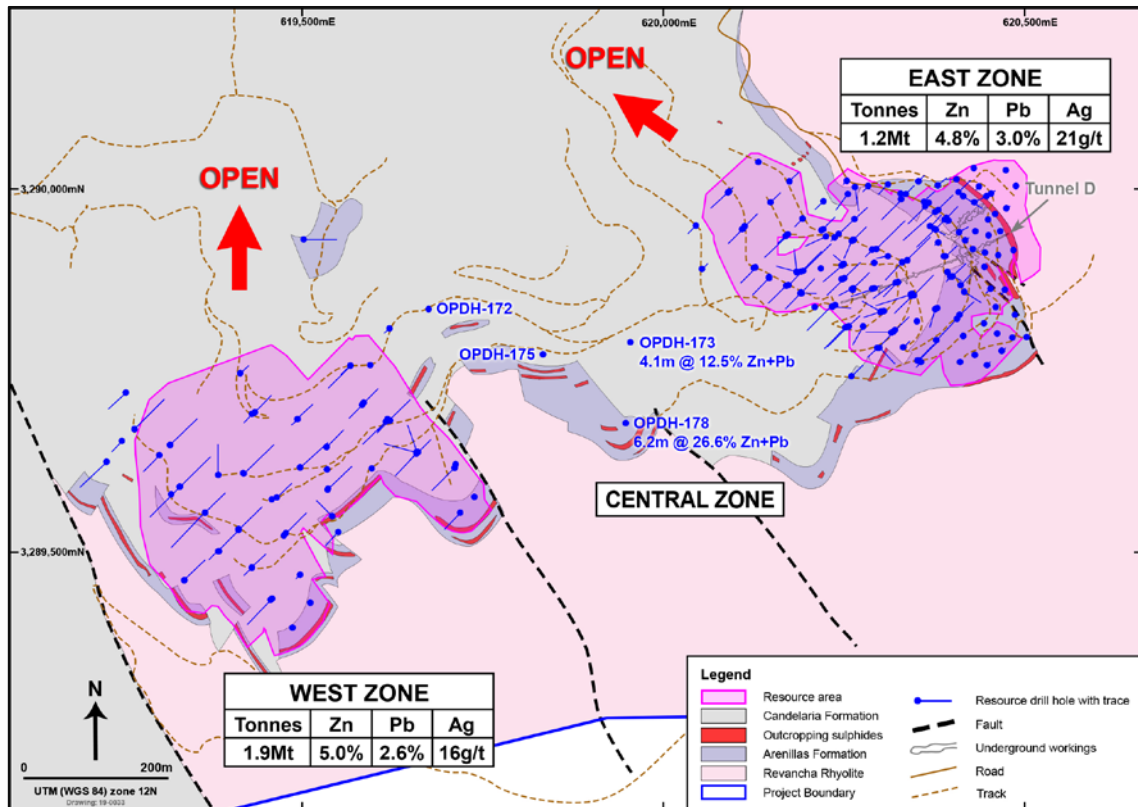 619,500mE
620,000mE
620,500mE
OPEN
EAST ZONE
Tonnes Zn Pb Ag
1.2Mt 4.8% 3.0% 21g/t
3,290,000mN
OPEN
Tunnel D
OPDH-172
OPDH-173
4.1m @ 12.5% Zn+Pb
OPDH-175
OPDH-178
6.2m @ 26.6% Zn+Pb
CENTRAL ZONE
3,289,500mN
WEST ZONE
Tonnes Zn Pb Ag
1.9Mt 5.0% 2.6% 16g/t
N
0 200m
UTM (WGS 84) zone 12N
Drawing: 19-0033
Legend
Resource area
Candelaria Formation
Outcropping sulphides
Arenillas Formation
Revancha Rhyolite
Project Boundary
Resource drill hole with trace
Fault
Underground workings
Road
Track